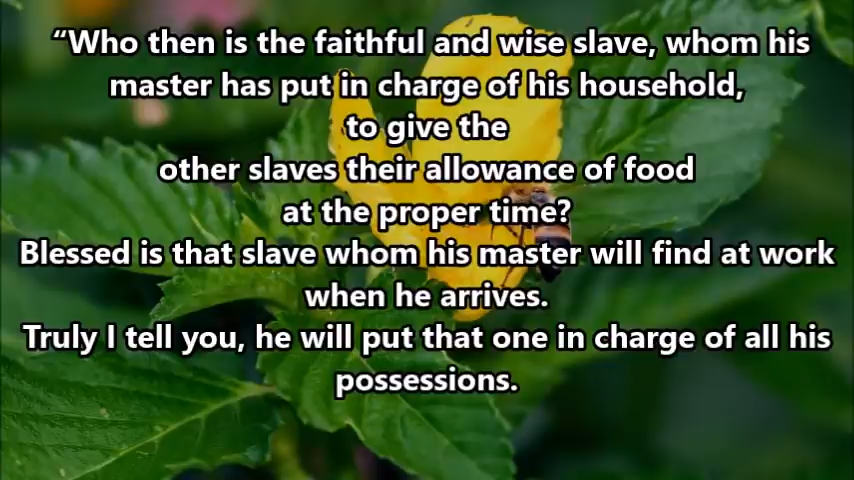 “Who then is the faithful and wise slave, whom his
master has put in charge of his household,
to give the
other slaves their allowance of food
at the proper time?
Blessed is that slave whom his master will find at work
when he arrives.
Truly I tell you, he will put that one in charge of all his
possessions.